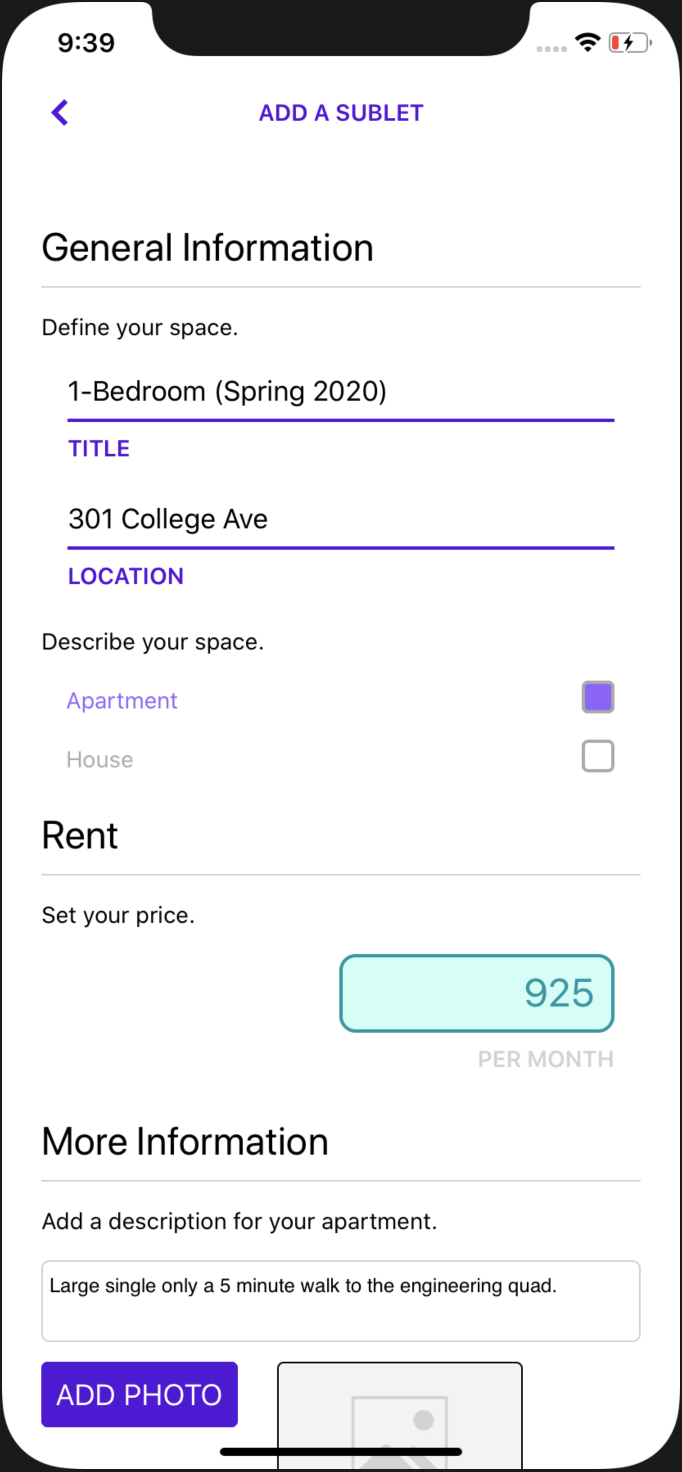 9:39
ADD A SUBLET
General Information
Define your space.
1-Bedroom (Spring 2020)
TITLE
301 College Ave
LOCATION
Describe your space.
Apartment
House
Rent
Set your price.
925
PER MONTH
More Information
Add a description for your apartment.
Large single only a 5 minute walk to the engineering quad.
ADD PHOTO